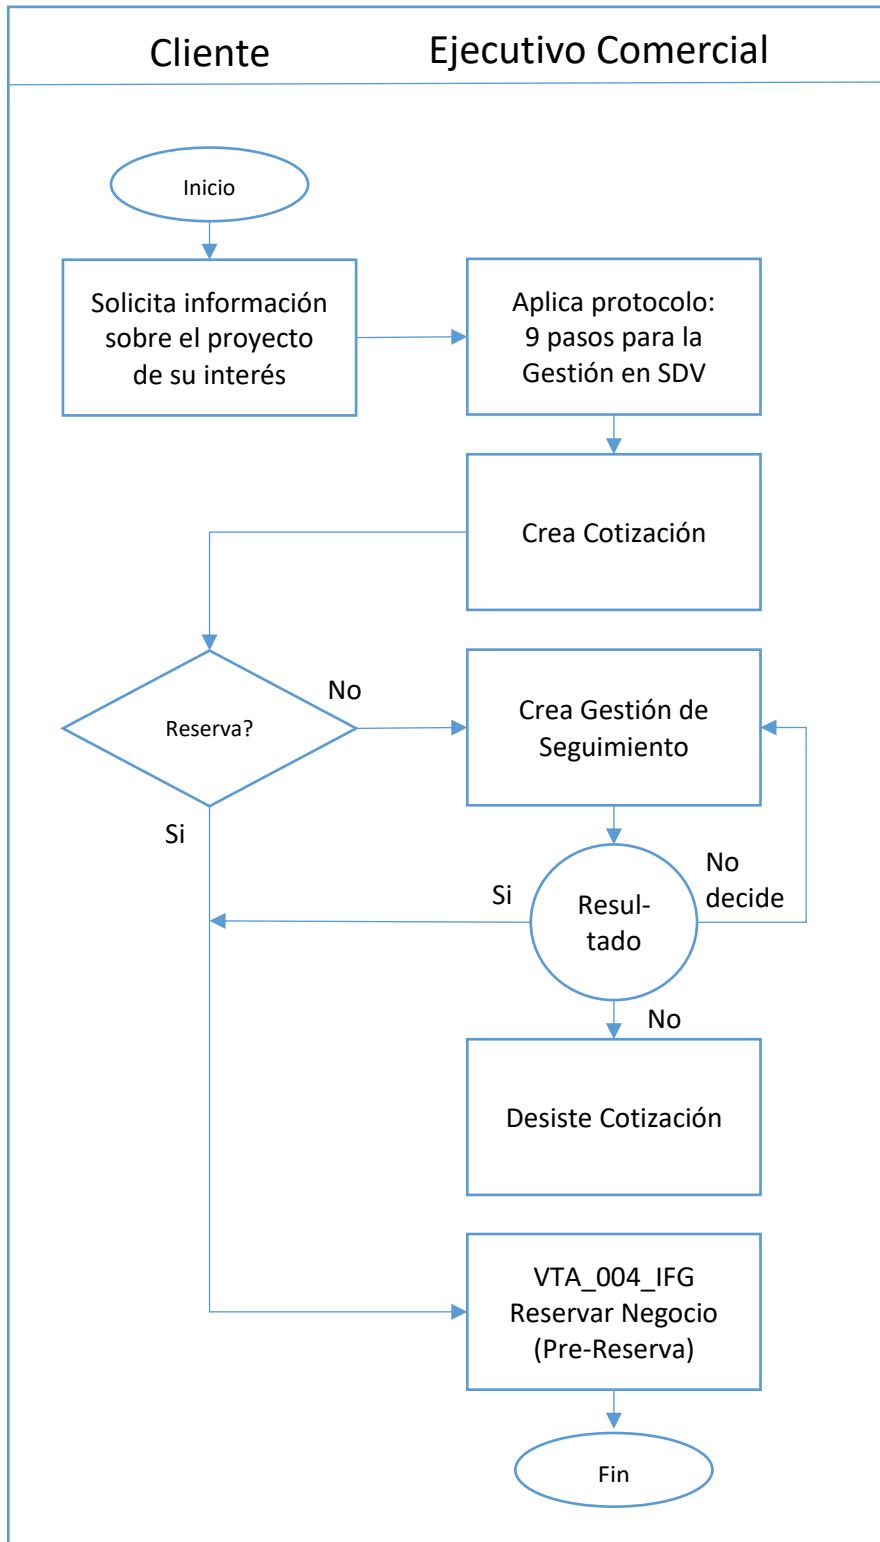 Cliente
Ejecutivo Comercial
Inicio
Solicita información
sobre el proyecto
de su interés
Aplica protocolo:
9 pasos para la
Gestión en SDV
Crea Cotización
Reserva?
No
Crea Gestión de
Seguimiento
Si
Si
Resul-
tado
No
decide
No
Desiste Cotización
VTA_004_IFG
Reservar Negocio
(Pre-Reserva)
Fin